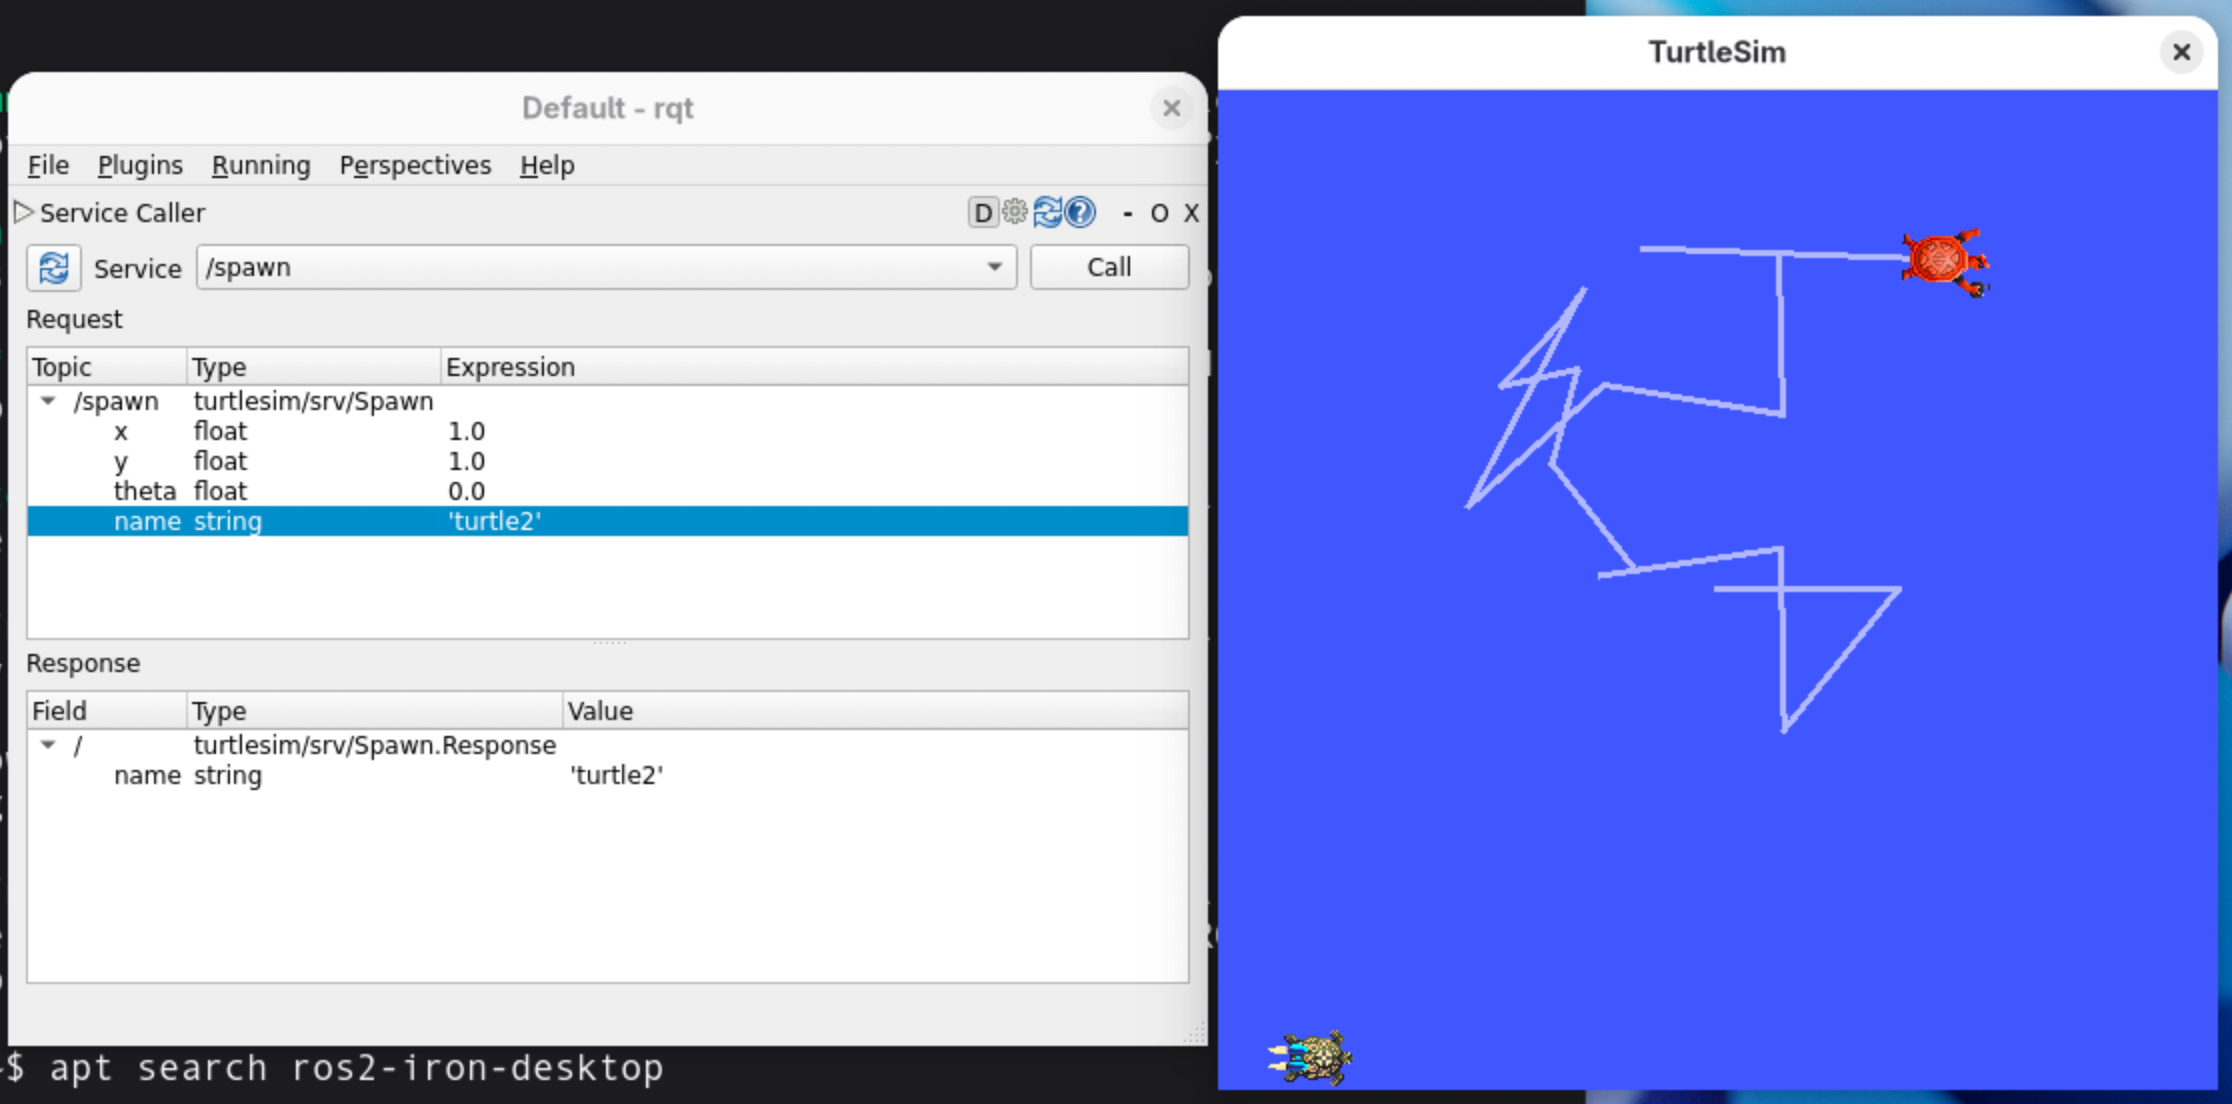 Default - rqt
File Plugins Running Perspectives Help
Service Caller D - O X
Service /spawn Call
Request
Topic Type Expression
/spawn turtlesim/srv/Spawn
x float 1.0
y float 1.0
theta float 0.0
name string 'turtle2'
Response
Field Type Value
/ turtlesim/srv/Spawn.Response
name string 'turtle2'
$ apt search ros2-iron-desktop
TurtleSim